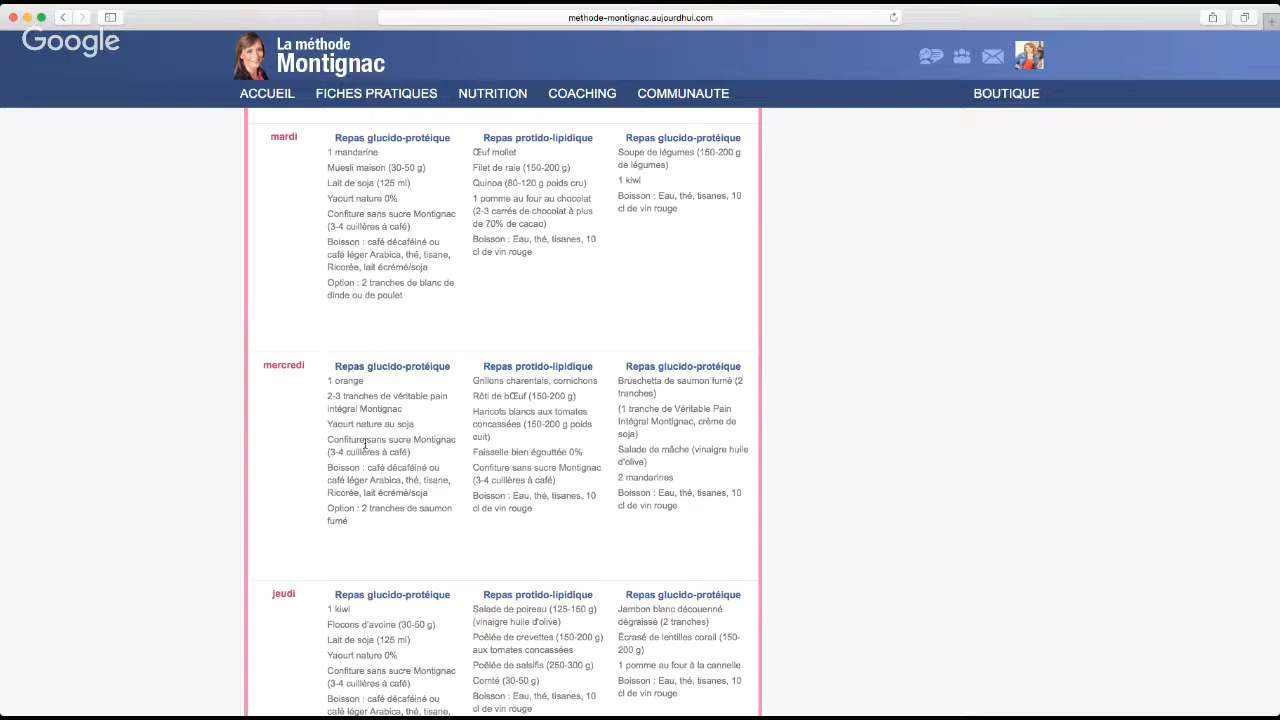 methode-montignac.aujourdhui.com
Google
La méthode
Montignac
ACCUEIL FICHES PRATIQUES NUTRITION COACHING COMMUNAUTE BOUTIQUE
mardi
Repas glucido-protéique
1 mandarine
Muesli maison (30-50 g)
Lait de soja (125 ml)
Yaourt nature 0%
Confiture sans sucre Montignac
(3-4 cuillères à café)
Boisson : café décaféiné ou
café léger Arabica, thé, tisane,
Ricorée, lait écrémé/soja
Option : 2 tranches de blanc de
dinde ou de poulet
Repas protido-lipidique
Œuf mollet
Filet de raie (150-200 g)
Quinoa (80-120 g poids cru)
1 pomme au four au chocolat
(2-3 carrés de chocolat à plus
de 70% de cacao)
Boisson : Eau, thé, tisanes, 10
cl de vin rouge
Repas glucido-protéique
Soupe de légumes (150-200 g
de légumes)
1 kiwi
Boisson : Eau, thé, tisanes, 10
cl de vin rouge
mercredi
Repas glucido-protéique
1 orange
2-3 tranches de véritable pain
intégral Montignac
Yaourt nature au soja
Confiture sans sucre Montignac
(3-4 cuillères à café)
Boisson : café décaféiné ou
café léger Arabica, thé, tisane,
Ricorée, lait écrémé/soja
Option : 2 tranches de saumon
fumé
Repas protido-lipidique
Grillons charentais, cornichons
Rôti de bŒuf (150-200 g)
Haricots blancs aux tomates
concassées (150-200 g poids
cuit)
Faisselle bien égouttée 0%
Confiture sans sucre Montignac
(3-4 cuillères à café)
Boisson : Eau, thé, tisanes, 10
cl de vin rouge
Repas glucido-protéique
Bruschetta de saumon fumé (2
tranches)
(1 tranche de Véritable Pain
Intégral Montignac, crème de
soja)
Salade de mâche (vinaigre huile
d'olive)
2 mandarines
Boisson : Eau, thé, tisanes, 10
cl de vin rouge
jeudi
Repas glucido-protéique
1 kiwi
Flocons d'avoine (30-50 g)
Lait de soja (125 ml)
Yaourt nature 0%
Confiture sans sucre Montignac
(3-4 cuillères à café)
Boisson : café décaféiné ou
café léger Arabica, thé, tisane,
Repas protido-lipidique
Salade de poireau (125-150 g)
(vinaigre huile d'olive)
Poêlée de crevettes (150-200 g)
aux tomates concassées
Poêlée de salsifis (250-300 g)
Comté (30-50 g)
Boisson : Eau, thé, tisanes, 10
cl de vin rouge
Repas glucido-protéique
Jambon blanc découenné
dégraissé (2 tranches)
Écrasé de lentilles corail (150-
200 g)
1 pomme au four à la cannelle
Boisson : Eau, thé, tisanes, 10
cl de vin rouge